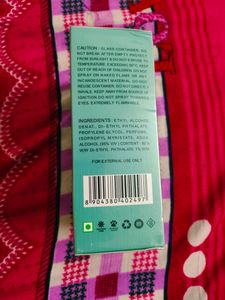 CAUTION : GLASS CONTAINER, DO
NOT BREAK AFTER EMPTY. PROTECT
FROM SUNLIGHT & DO NOT EXPOSE TO
TEMPERATURE. EXCEEDING 50°C. KEEP
OUT OF REACH OF CHILDREN. DO NOT
SPRAY ON NAKED FLAME OR ANY
INCANDESCENT MATERIAL. DO NOT
REUSE CONTAINER. DO NOT DIRECTLY
INHALE. KEEP AWAY FROM SOURCE OF
IGNITION DO NOT SPRAY TOWARDS
EYES. EXTREMELY FLAMMABLE.
INGREDIENTS : ETHYL ALCOHOL
DENAT., DI-ETHYL PHTHALATE,
PROPYLENE GLYCOL, PERFUME,
ISOPROPYL MYRISTATE, AQUA
ALCOHOL (95% V/V) CONTENT
W/W DI-ETHYL PHTHALATE 1%
FOR EXTERNAL USE ONLY
8 904380 402497